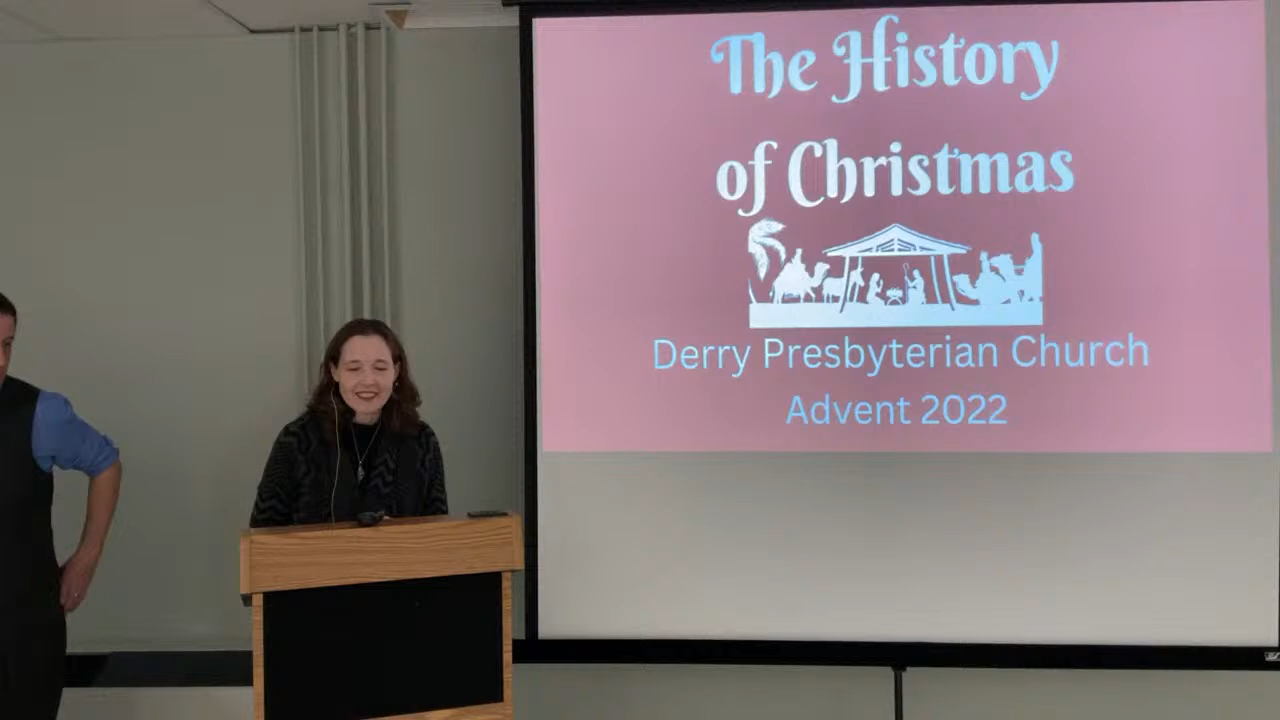 The History
of Christmas
Derry Presbyterian Church
Advent 2022